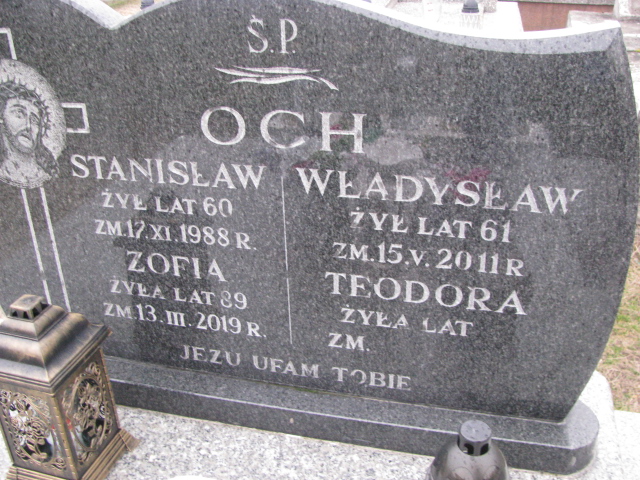 Ś.P.
OCH
STANISŁAW
ŻYŁ LAT 60
ZM.17.XI.1988 R.
ZOFIA
ŻYŁA LAT 89
ZM.13.III.2019 R.
WŁADYSŁAW
ŻYŁ LAT 61
ZM.15.V.2011 R
TEODORA
ŻYŁA LAT
ZM.
JEZU UFAM TOBIE